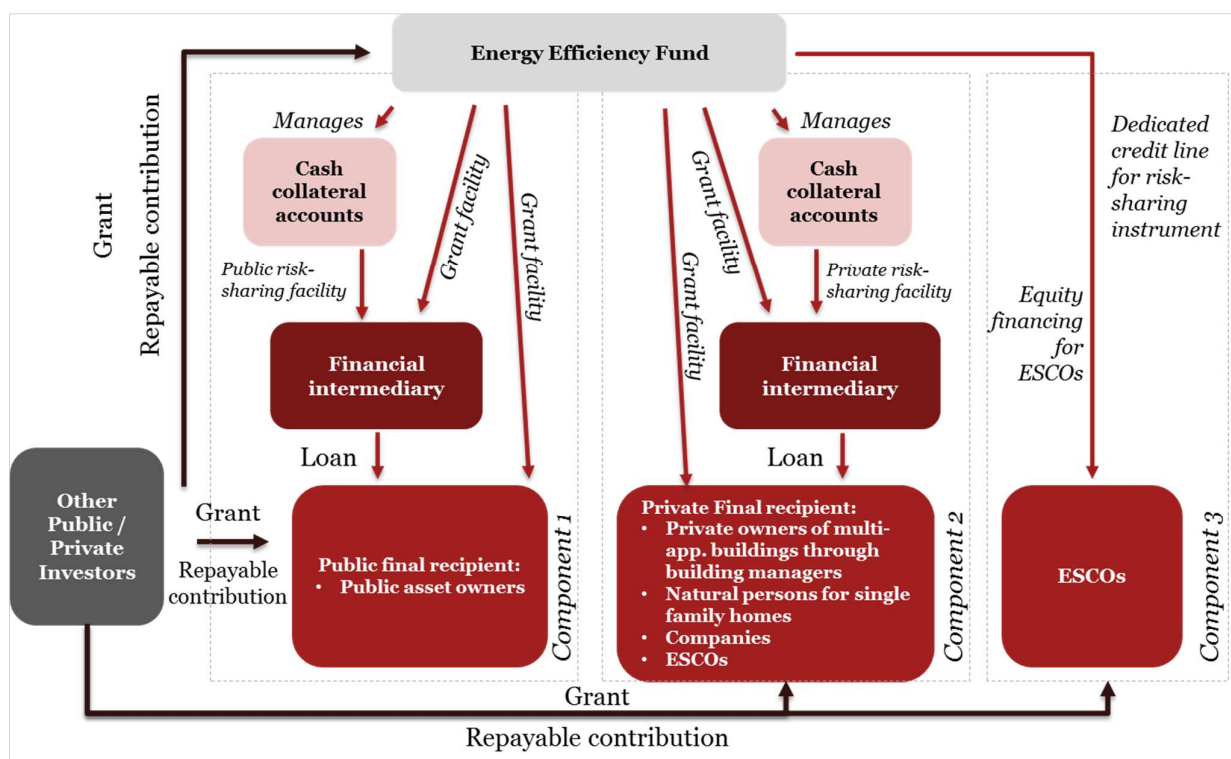 Energy Efficiency Fund
Grant
Repayable contribution
Manages
Cash
collateral
accounts
Grant facility
Grant facility
Public risk-
sharing facility
Financial
intermediary
Loan
Public final recipient:
• Public asset owners
Component 1
Manages
Cash
collateral
accounts
Grant facility
Grant facility
Private risk-
sharing facility
Financial
intermediary
Loan
Private Final recipient:
• Private owners of multi-
app. buildings through
building managers
• Natural persons for single
family homes
• Companies
• ESCOs
Component 2
Dedicated
credit line
for risk-
sharing
instrument
Equity
financing
for
ESCOs
ESCOs
Component 3
Other
Public /
Private
Investors
Grant
Repayable
contribution
Grant
Repayable contribution